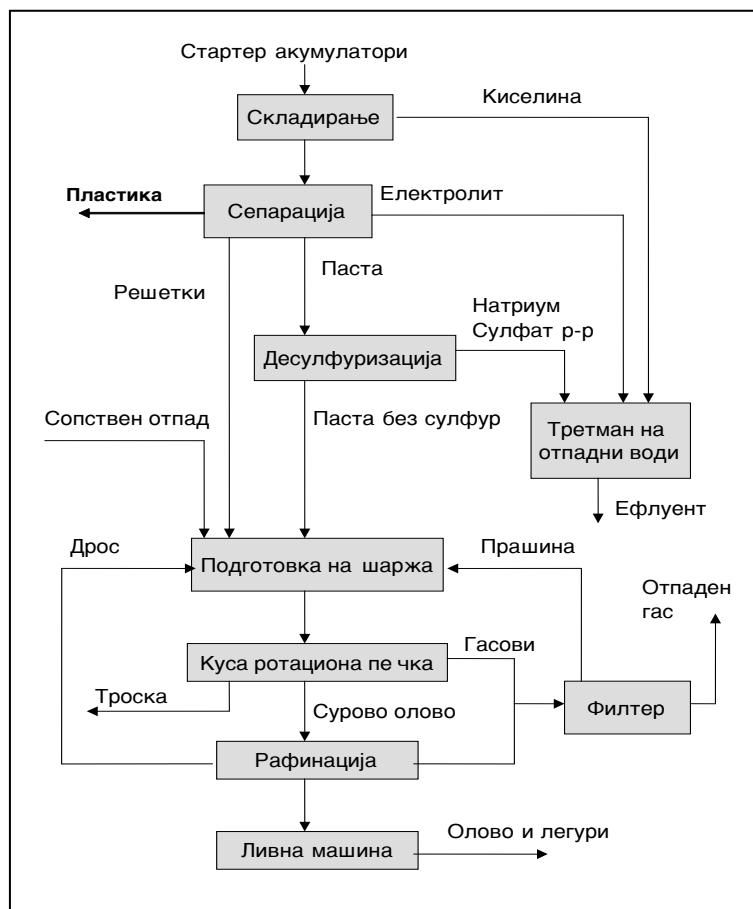 Стартер акумулатори
Киселина
Складирање
Пластика
Сепарација
Електролит
Паста
Решетки
Натриум
Сулфат р-р
Десулфуризација
Сопствен отпад
Паста без сулфур
Третман на
отпадни води
Ефлуент
Дрос
Прашина
Подготовка на шаржа
Отпаден
гас
Гасови
Куса ротациона пе чка
Троска
Сурово олово
Филтер
Рафинација
Олово и легури
Ливна машина